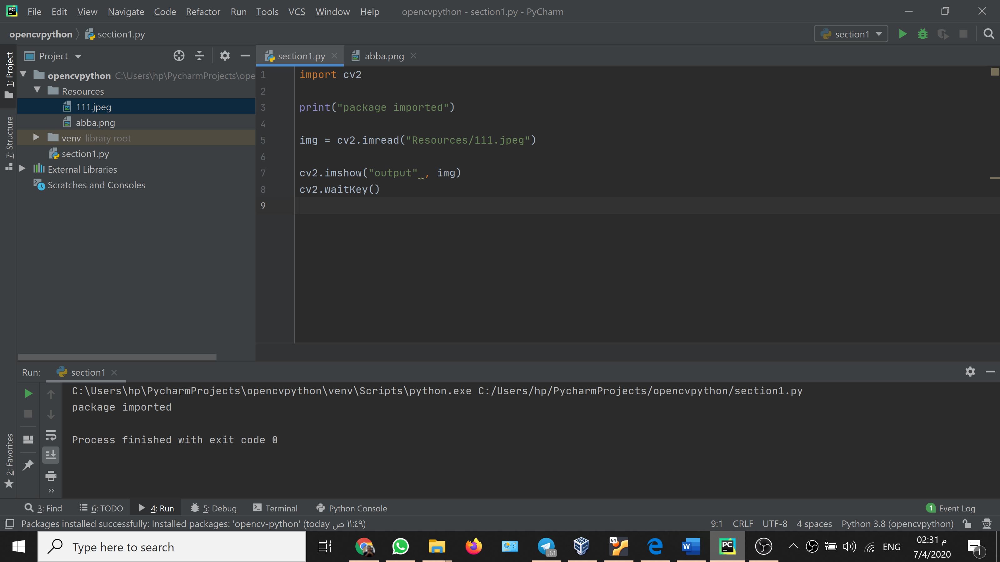 PC File Edit View Navigate Code Refactor Run Tools VCS Window Help opencvpython - section1.py - PyCharm
opencvpython section1.py section1
1: Project
7: Structure
2: Favorites
Project
opencvpython C:\Users\hp\PycharmProjects\ope
Resources
111.jpeg
abba.png
venv library root
section1.py
External Libraries
Scratches and Consoles
section1.py abba.png
1 import cv2
2
3 print("package imported")
4
5 img = cv2.imread("Resources/111.jpeg")
6
7 cv2.imshow("output" , img)
8 cv2.waitKey()
9
Run: section1
C:\Users\hp\PycharmProjects\opencvpython\venv\Scripts\python.exe C:/Users/hp/PycharmProjects/opencvpython/section1.py
package imported
Process finished with exit code 0
3: Find 6: TODO 4: Run 5: Debug Terminal Python Console 1 Event Log
Packages installed successfully: Installed packages: 'opencv-python' (today ص ١١:٤٩) 9:1 CRLF UTF-8 4 spaces Python 3.8 (opencvpython)
Type here to search ..61 64 W PC ENG
02:31 م
7/4/2020
١